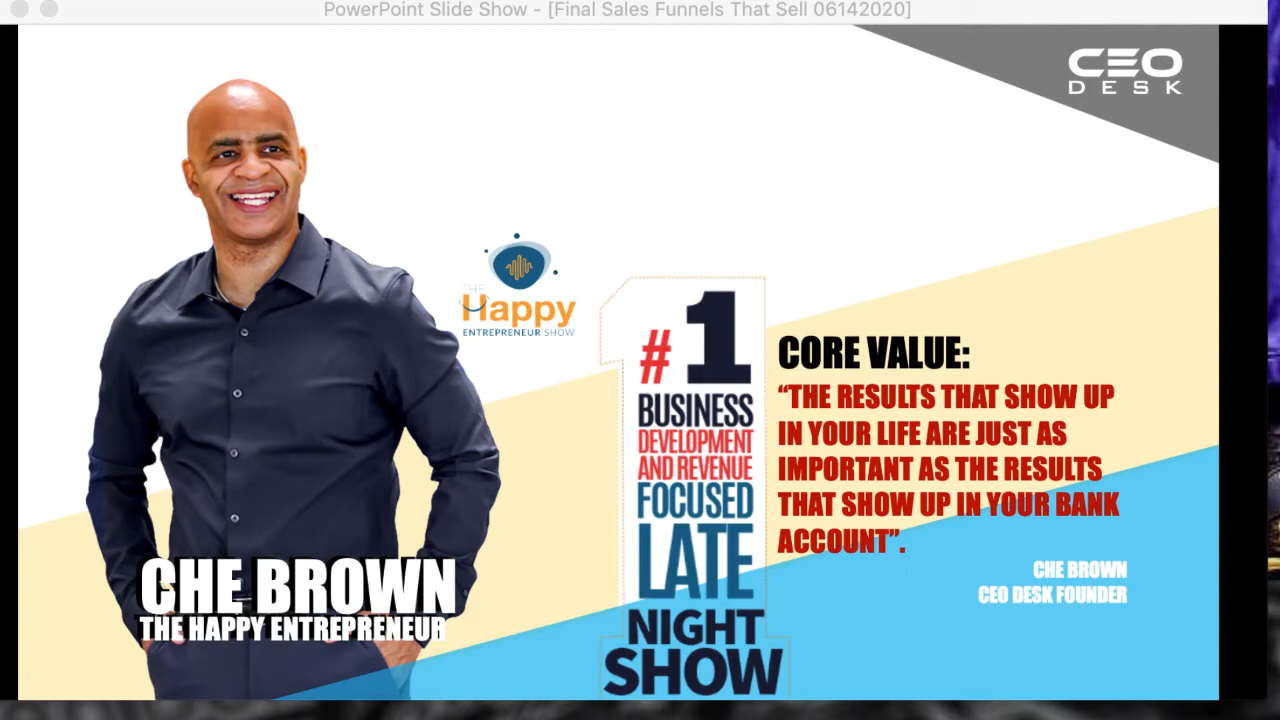 PowerPoint Slide Show - [Final Sales Funnels That Sell 06142020]
CEO
DESK
THE
Happy
ENTREPRENEUR SHOW
#1
BUSINESS
DEVELOPMENT
AND REVENUE
FOCUSED
LATE
NIGHT
SHOW
CORE VALUE:
“THE RESULTS THAT SHOW UP
IN YOUR LIFE ARE JUST AS
IMPORTANT AS THE RESULTS
THAT SHOW UP IN YOUR BANK
ACCOUNT”.
CHE BROWN
CEO DESK FOUNDER
CHE BROWN
THE HAPPY ENTREPRENEUR